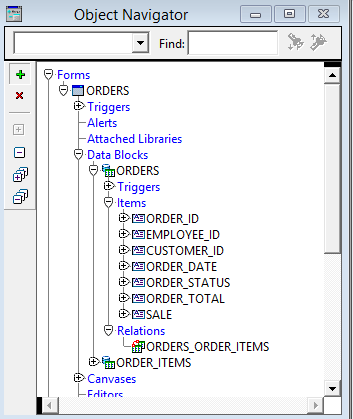 Object Navigator
Find:
Forms
ORDERS
Triggers
Alerts
Attached Libraries
Data Blocks
ORDERS
Triggers
Items
ORDER_ID
EMPLOYEE_ID
CUSTOMER_ID
ORDER_DATE
ORDER_STATUS
ORDER_TOTAL
SALE
Relations
ORDERS_ORDER_ITEMS
ORDER_ITEMS
Canvases
Editors